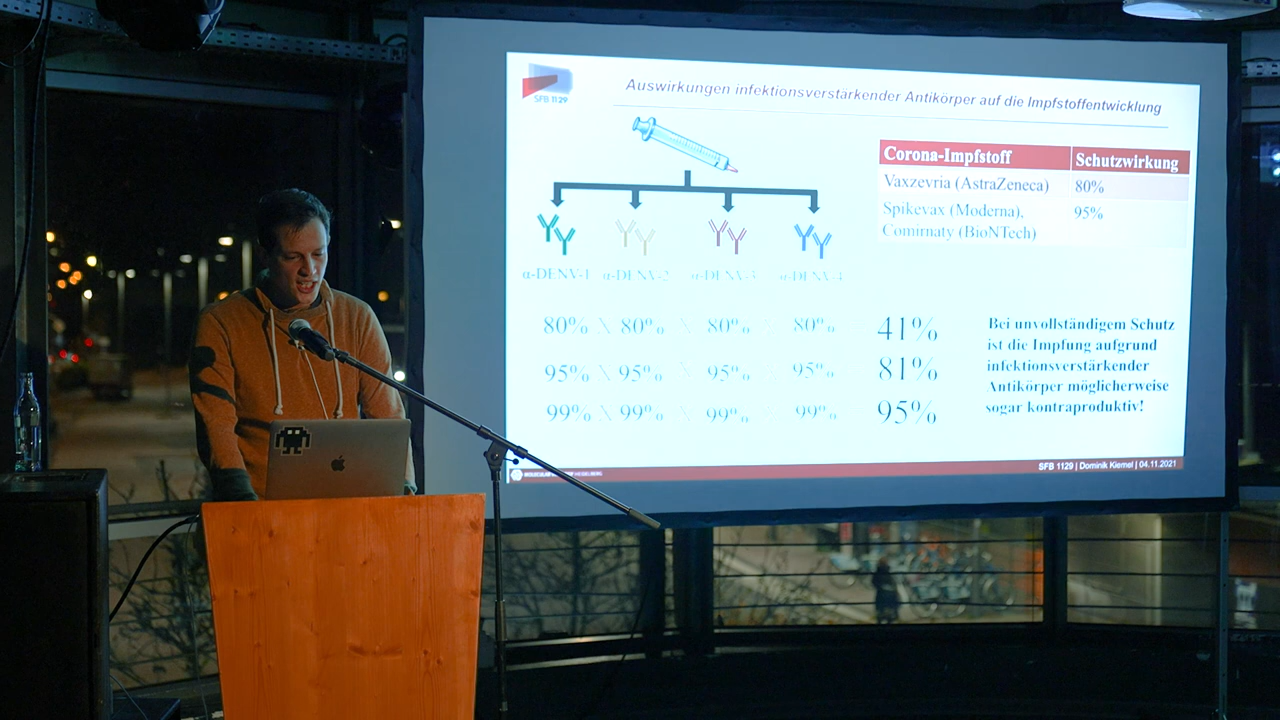 SFB 1129
Auswirkungen infektionsverstärkender Antikörper auf die Impfstoffentwicklung
Corona-Impfstoff Schutzwirkung
Vaxzevria (AstraZeneca) 80%
Spikevax (Moderna), 95%
Comirnaty (BioNTech)
α-DENV-1 α-DENV-2 α-DENV-3 α-DENV-4
80% X 80% X 80% X 80% 41%
95% X 95% X 95% X 95% 81%
99% X 99% X 99% X 99% 95%
Bei unvollständigem Schutz
ist die Impfung aufgrund
infektionsverstärkender
Antikörper möglicherweise
sogar kontraproduktiv!
SFB 1129 | Dominik Kiemel | 04.11.2021